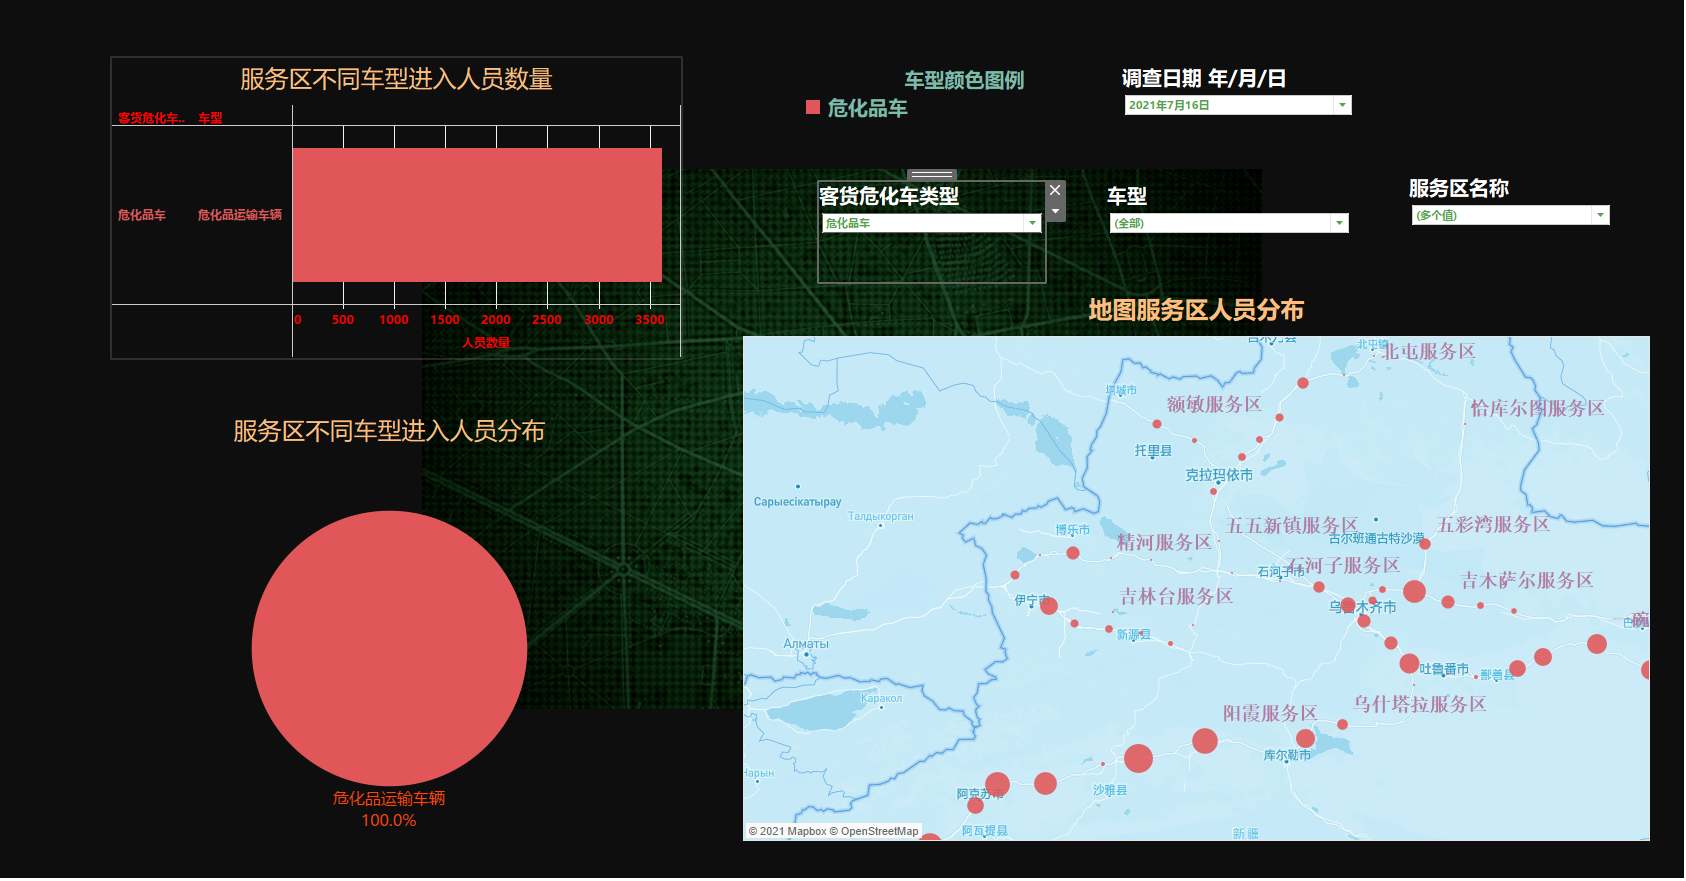 服务区不同车型进入人员数量
客货危化车.. 车型
危化品车 危化品运输车辆
0 500 1000 1500 2000 2500 3000 3500
人员数量
车型颜色图例
危化品车
调查日期 年/月/日
2021年7月16日
客货危化车类型
危化品车
车型
(全部)
服务区名称
(多个值)
服务区不同车型进入人员分布
危化品运输车辆
100.0%
地图服务区人员分布
北屯镇
北屯服务区
塔城市
额敏服务区
恰库尔图服务区
托里县
克拉玛依市
Сарыесікатырау
Талдыкорган
博乐市
五五新镇服务区
五彩湾服务区
精河服务区
古尔班通古特沙漠
石河子市
石河子服务区
吉木萨尔服务区
伊宁市
吉林台服务区
乌鲁木齐市
新源县
Алматы
吐鲁番市
鄯善县
Каракол
阳霞服务区
乌什塔拉服务区
库尔勒市
Нарын
阿克苏市
沙雅县
阿瓦提县
新疆
© 2021 Mapbox © OpenStreetMap